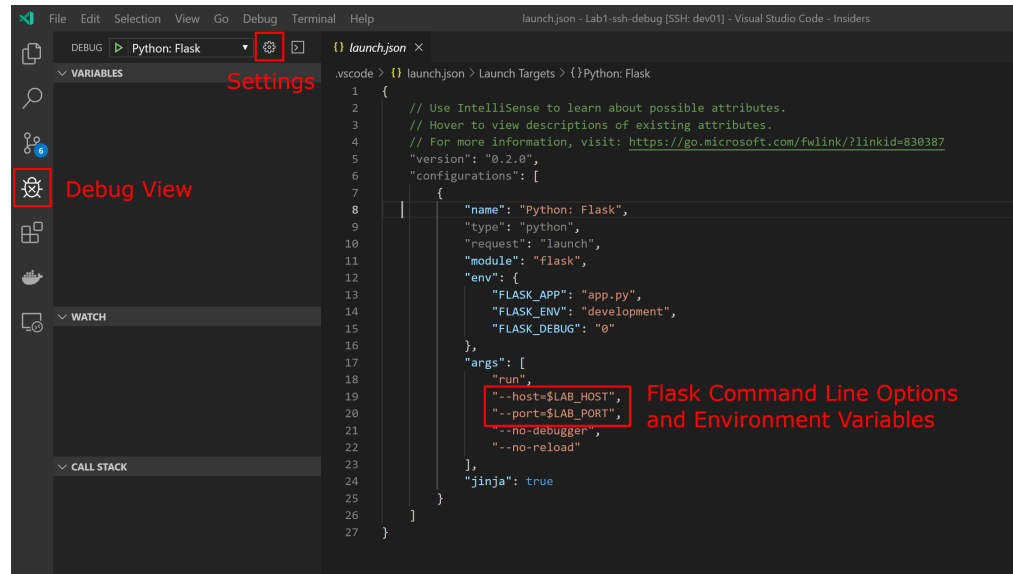 File Edit Selection View Go Debug Terminal Help
launch.json - Lab1-ssh-debug [SSH: dev01] - Visual Studio Code - Insiders
DEBUG Python: Flask
{} launch.json ×
VARIABLES
Settings
.vscode > {} launch.json > Launch Targets > {} Python: Flask
1 {
2 // Use IntelliSense to learn about possible attributes.
3 // Hover to view descriptions of existing attributes.
4 // For more information, visit: https://go.microsoft.com/fwlink/?linkid=830387
5 "version": "0.2.0",
6 "configurations": [
7 {
8 "name": "Python: Flask",
9 "type": "python",
10 "request": "launch",
11 "module": "flask",
12 "env": {
13 "FLASK_APP": "app.py",
14 "FLASK_ENV": "development",
15 "FLASK_DEBUG": "0"
16 },
17 "args": [
18 "run",
19 "--host=$LAB_HOST",
20 "--port=$LAB_PORT",
21 "--no-debugger",
22 "--no-reload"
23 ],
24 "jinja": true
25 }
26 ]
27 }
6
Debug View
WATCH
Flask Command Line Options
and Environment Variables
CALL STACK